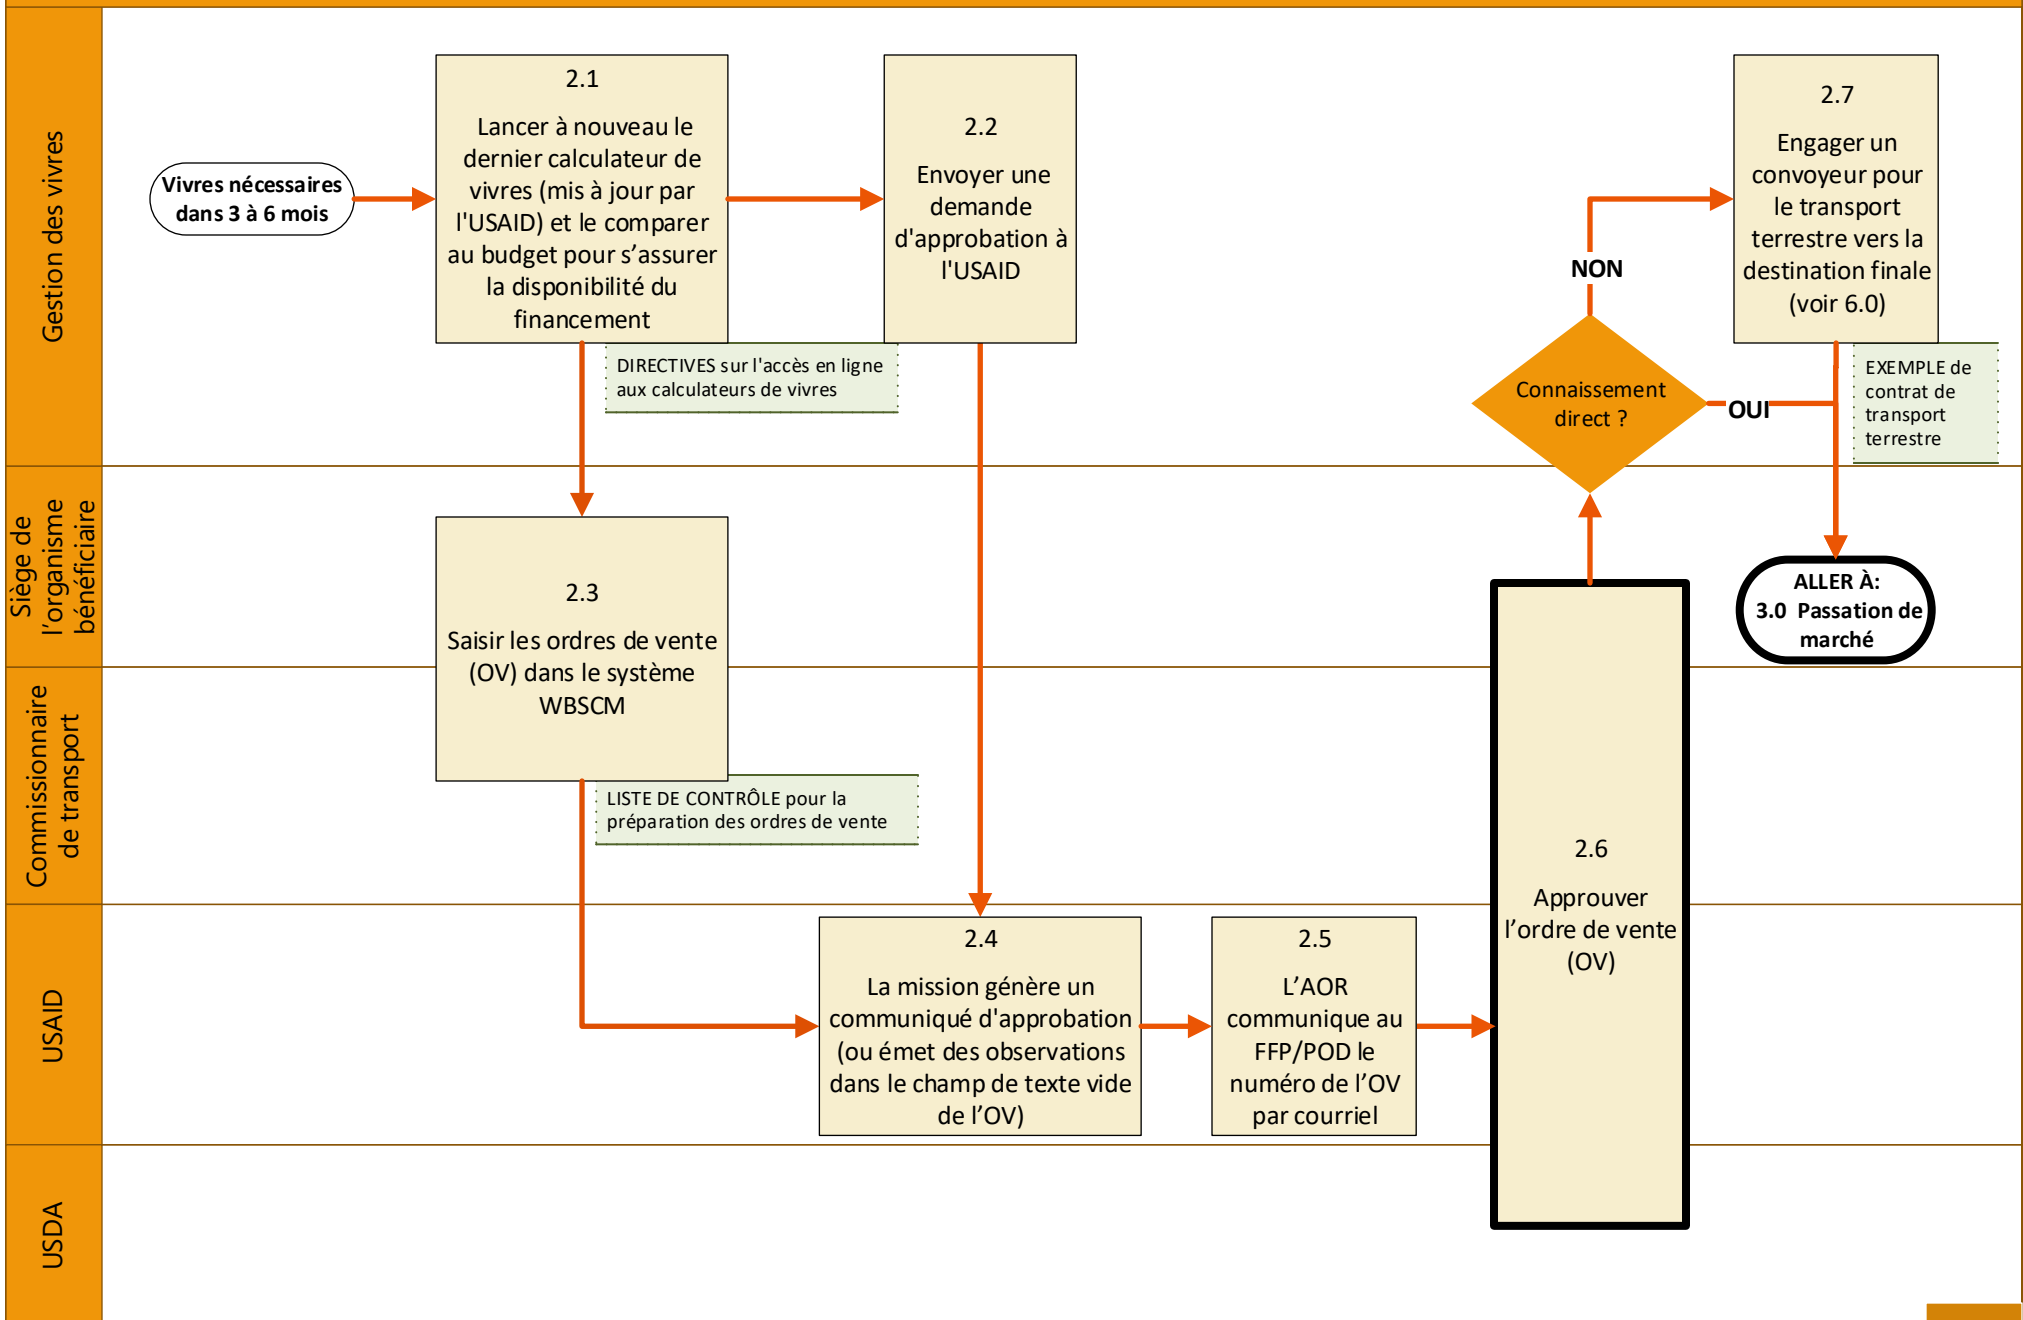 Gestion des vivres
Vivres nécessaires
dans 3 à 6 mois
2.1
Lancer à nouveau le
dernier calculateur de
vivres (mis à jour par
l'USAID) et le comparer
au budget pour s’assurer
la disponibilité du
financement
DIRECTIVES sur l'accès en ligne
aux calculateurs de vivres
2.2
Envoyer une
demande
d'approbation à
l'USAID
NON
Connaissement
direct ?
OUI
2.7
Engager un
convoyeur pour
le transport
terrestre vers la
destination finale
(voir 6.0)
EXEMPLE de
contrat de
transport
terrestre
Siège de
l’organisme
bénéficiaire
2.3
Saisir les ordres de vente
(OV) dans le système
WBSCM
ALLER À:
3.0 Passation de
marché
Commissionnaire
de transport
LISTE DE CONTRÔLE pour la
préparation des ordres de vente
USAID
2.4
La mission génère un
communiqué d'approbation
(ou émet des observations
dans le champ de texte vide
de l’OV)
2.5
L’AOR
communique au
FFP/POD le
numéro de l’OV
par courriel
2.6
Approuver
l’ordre de vente
(OV)
USDA